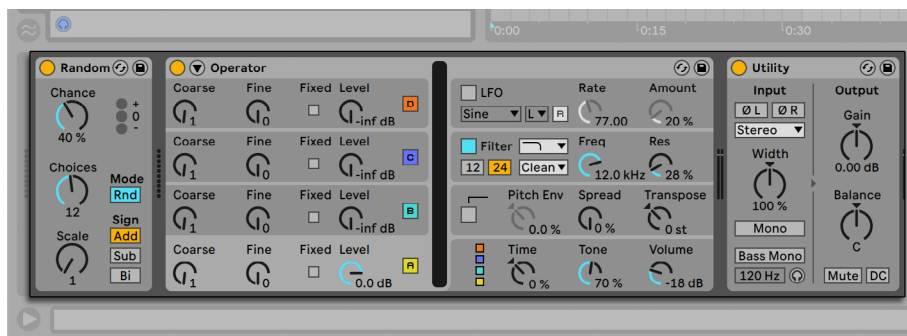 0:00 0:15 0:30
Random
Chance
40 %
+
0
-
Choices
12
Mode
Rnd
Sign
Add
Sub
Bi
Scale
1
Operator
Coarse Fine Fixed Level
1 0 -inf dB D
Coarse Fine Fixed Level
1 0 -inf dB C
Coarse Fine Fixed Level
1 0 -inf dB B
Coarse Fine Fixed Level
1 0 0.0 dB A
LFO Rate Amount
Sine L R 77.00 20 %
Filter Freq Res
12 24 Clean 12.0 kHz 28 %
Pitch Env Spread Transpose
0.0 % 0 % 0 st
Time Tone Volume
0 % 70 % -18 dB
Utility
Input
Ø L Ø R
Stereo
Width
100 %
Mono
Bass Mono
120 Hz
Output
Gain
0.00 dB
Balance
C
Mute DC